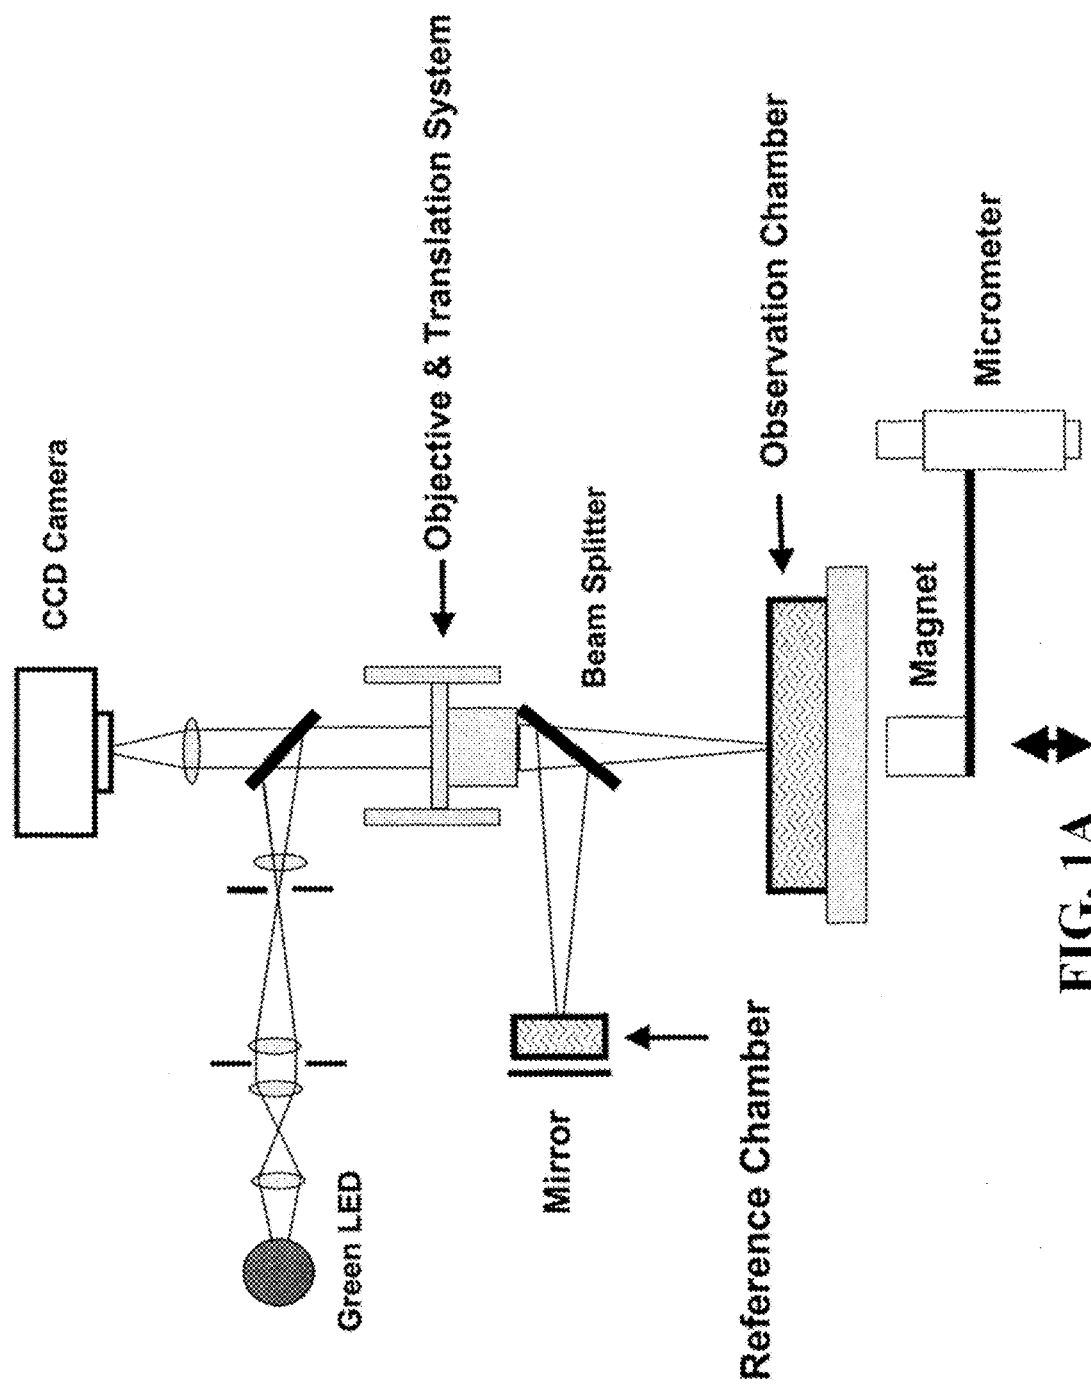 CCD Camera
Objective & Translation System
Green LED
Beam Splitter
Mirror
Observation Chamber
Reference Chamber
Magnet
Micrometer
FIG. 1A